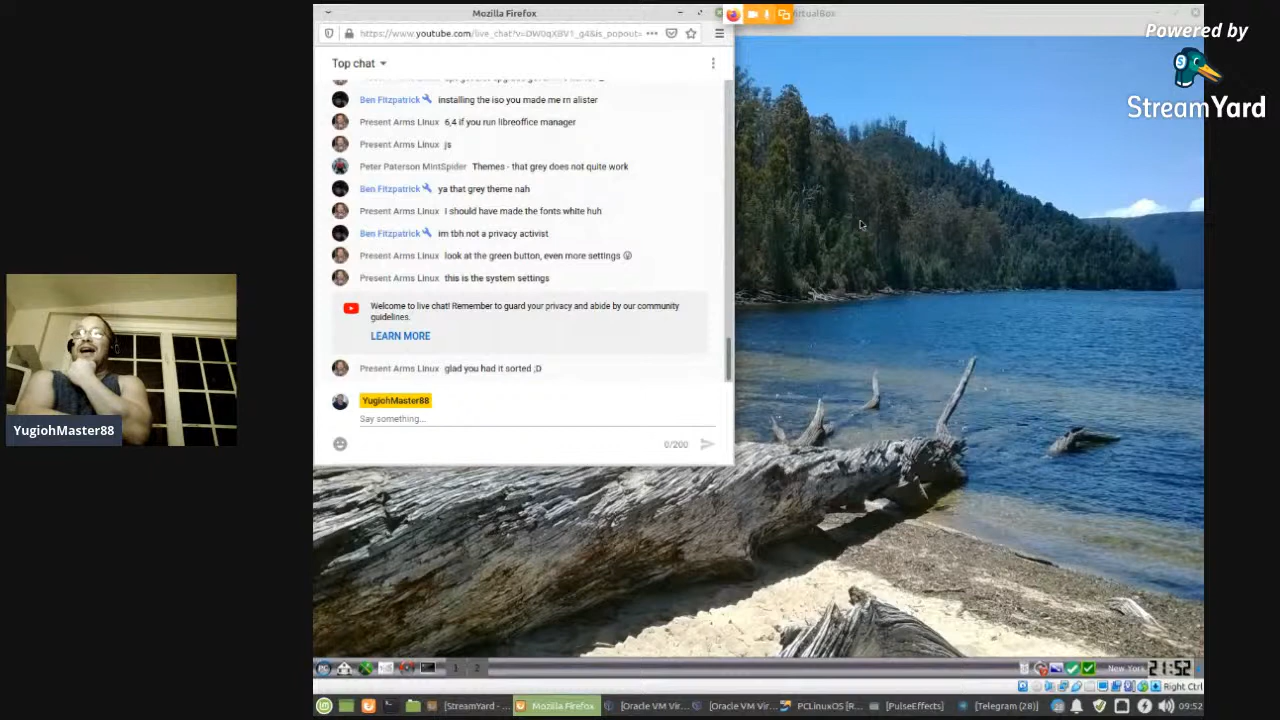 Mozilla Firefox
VirtualBox
Powered by
StreamYard
https://www.youtube.com/live_chat?v=DW0qXBV1_g4&is_popout=
Top chat
Ben Fitzpatrick installing the iso you made me rn alister
Present Arms Linux 6,4 if you run libreoffice manager
Present Arms Linux js
Peter Paterson MintSpider Themes - that grey does not quite work
Ben Fitzpatrick ya that grey theme nah
Present Arms Linux I should have made the fonts white huh
Ben Fitzpatrick im tbh not a privacy activist
Present Arms Linux look at the green button, even more settings
Present Arms Linux this is the system settings
Welcome to live chat! Remember to guard your privacy and abide by our community
guidelines.
LEARN MORE
Present Arms Linux glad you had it sorted ;D
YugiohMaster88
Say something...
0/200
YugiohMaster88
1 2 New York 21:52
Right Ctrl
[StreamYard - ... Mozilla Firefox [Oracle VM Vir... [Oracle VM Vir... PCLinuxOS [R... [PulseEffects] [Telegram (28)] 09:52